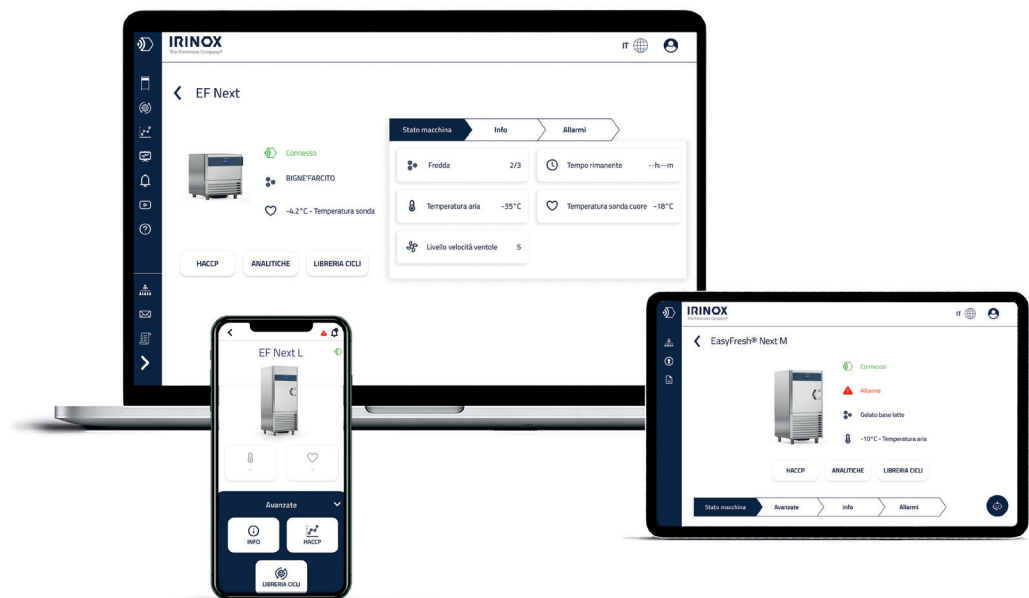 IRINOX
The Freshness Company®
IT
EF Next
Stato macchina
Info
Allarmi
Connesso
BIGNE'FARCITO
-4.2°C - Temperatura sonda
Fredda 2/3
Tempo rimanente --h:--m
Temperatura aria -35°C
Temperatura sonda cuore -18°C
Livello velocità ventole 5
HACCP
ANALITICHE
LIBRERIA CICLI
EF Next L
--
--
Avanzate
INFO
HACCP
LIBRERIA CICLI
IRINOX
The Freshness Company®
IT
EasyFresh® Next M
Connesso
Allarme
Gelato base latte
-10°C - Temperatura aria
HACCP
ANALITICHE
LIBRERIA CICLI
Stato macchina
Avanzate
Info
Allarmi